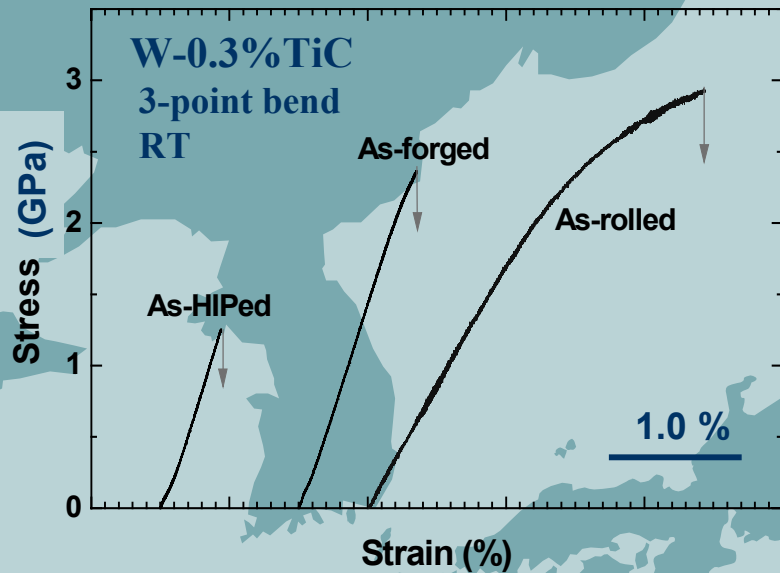 W-0.3%TiC
3-point bend
RT
As-forged
As-rolled
As-HIPed
1.0 %
3
2
1
0
Stress (GPa)
Strain (%)